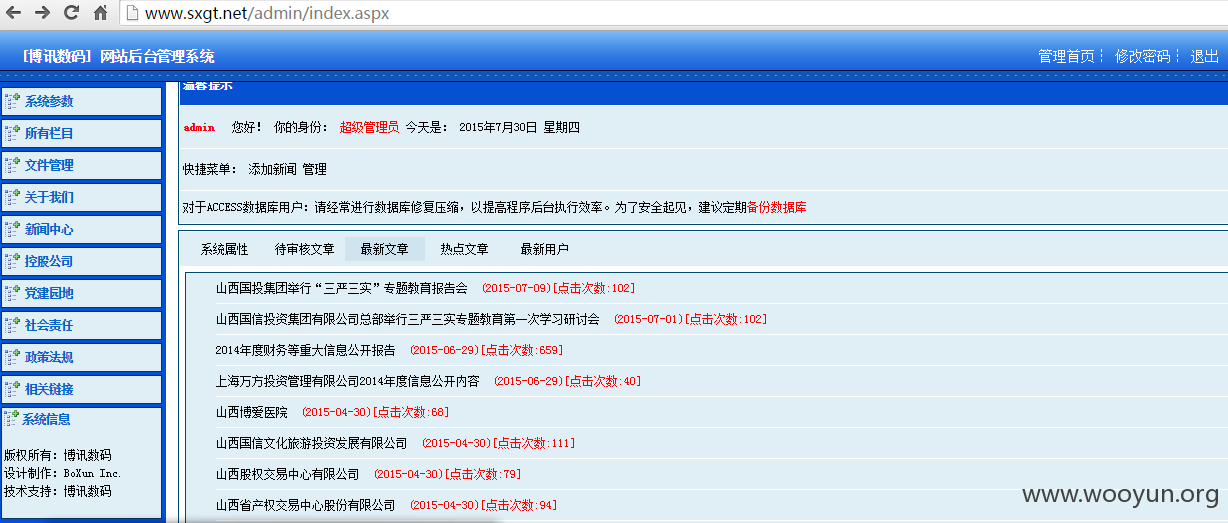 www.sxgt.net/admin/index.aspx
[博讯数码] 网站后台管理系统
管理首页┆ 修改密码┆ 退出
温馨提示
系统参数
所有栏目
文件管理
关于我们
新闻中心
控股公司
党建园地
社会责任
政策法规
相关链接
系统信息
版权所有：博讯数码
设计制作：BoXun Inc.
技术支持：博讯数码
admin 您好！ 你的身份： 超级管理员 今天是： 2015年7月30日 星期四
快捷菜单： 添加新闻 管理
对于ACCESS数据库用户：请经常进行数据库修复压缩，以提高程序后台执行效率。为了安全起见，建议定期备份数据库
系统属性 待审核文章 最新文章 热点文章 最新用户
山西国投集团举行“三严三实”专题教育报告会 (2015-07-09)[点击次数:102]
山西国信投资集团有限公司总部举行三严三实专题教育第一次学习研讨会 (2015-07-01)[点击次数:102]
2014年度财务等重大信息公开报告 (2015-06-29)[点击次数:659]
上海万方投资管理有限公司2014年度信息公开内容 (2015-06-29)[点击次数:40]
山西博爱医院 (2015-04-30)[点击次数:68]
山西国信文化旅游投资发展有限公司 (2015-04-30)[点击次数:111]
山西股权交易中心有限公司 (2015-04-30)[点击次数:79]
山西省产权交易中心股份有限公司 (2015-04-30)[点击次数:94]
www.wooyun.org